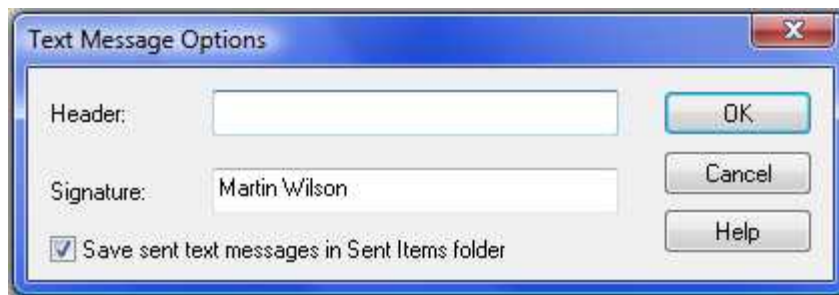 Text Message Options
Header:
OK
Signature:
Martin Wilson
Cancel
Save sent text messages in Sent Items folder
Help